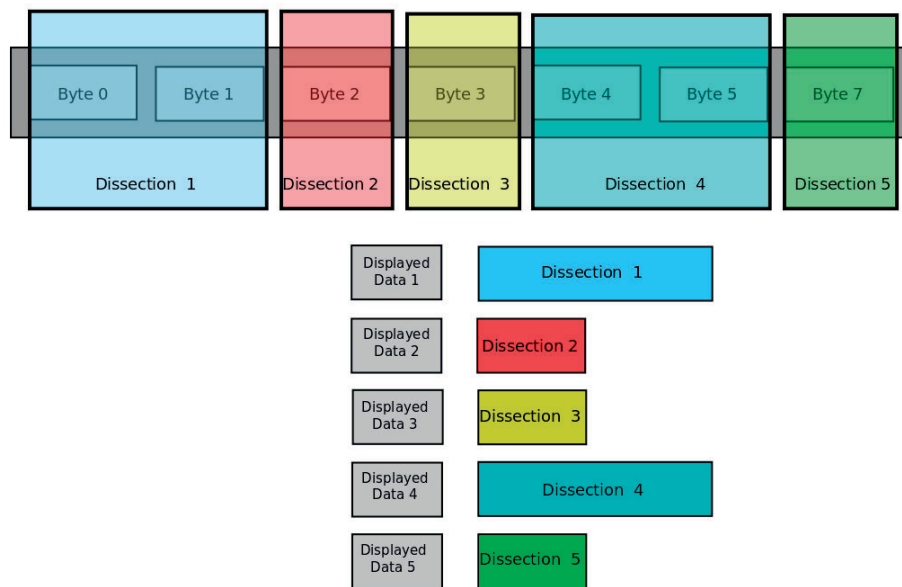 Byte 0
Byte 1
Byte 2
Byte 3
Byte 4
Byte 5
Byte 7
Dissection 1
Dissection 2
Dissection 3
Dissection 4
Dissection 5
Displayed
Data 1
Dissection 1
Displayed
Data 2
Dissection 2
Displayed
Data 3
Dissection 3
Displayed
Data 4
Dissection 4
Displayed
Data 5
Dissection 5